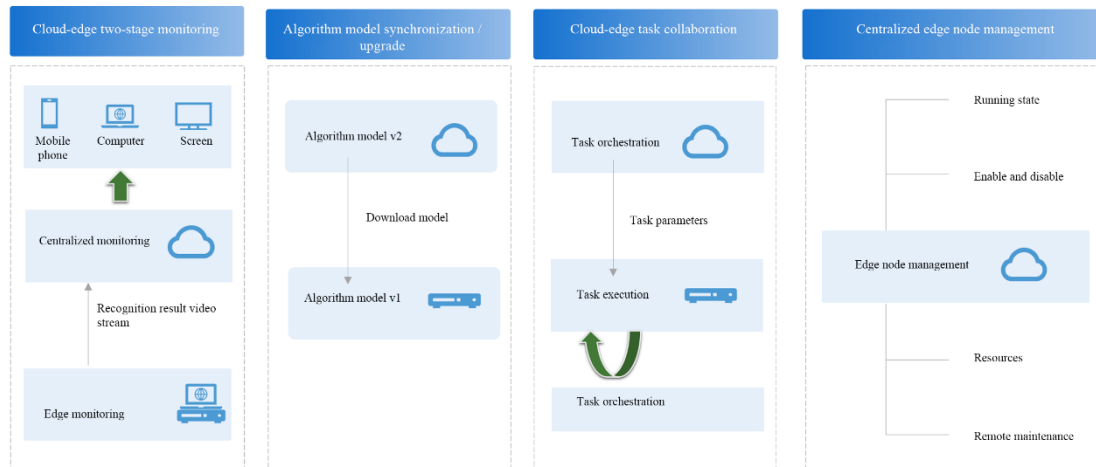 Cloud-edge two-stage monitoring
Mobile
phone
Computer
Screen
Centralized monitoring
Recognition result video
stream
Edge monitoring
Algorithm model synchronization /
upgrade
Algorithm model v2
Download model
Algorithm model v1
Cloud-edge task collaboration
Task orchestration
Task parameters
Task execution
Task orchestration
Centralized edge node management
Running state
Enable and disable
Edge node management
Resources
Remote maintenance